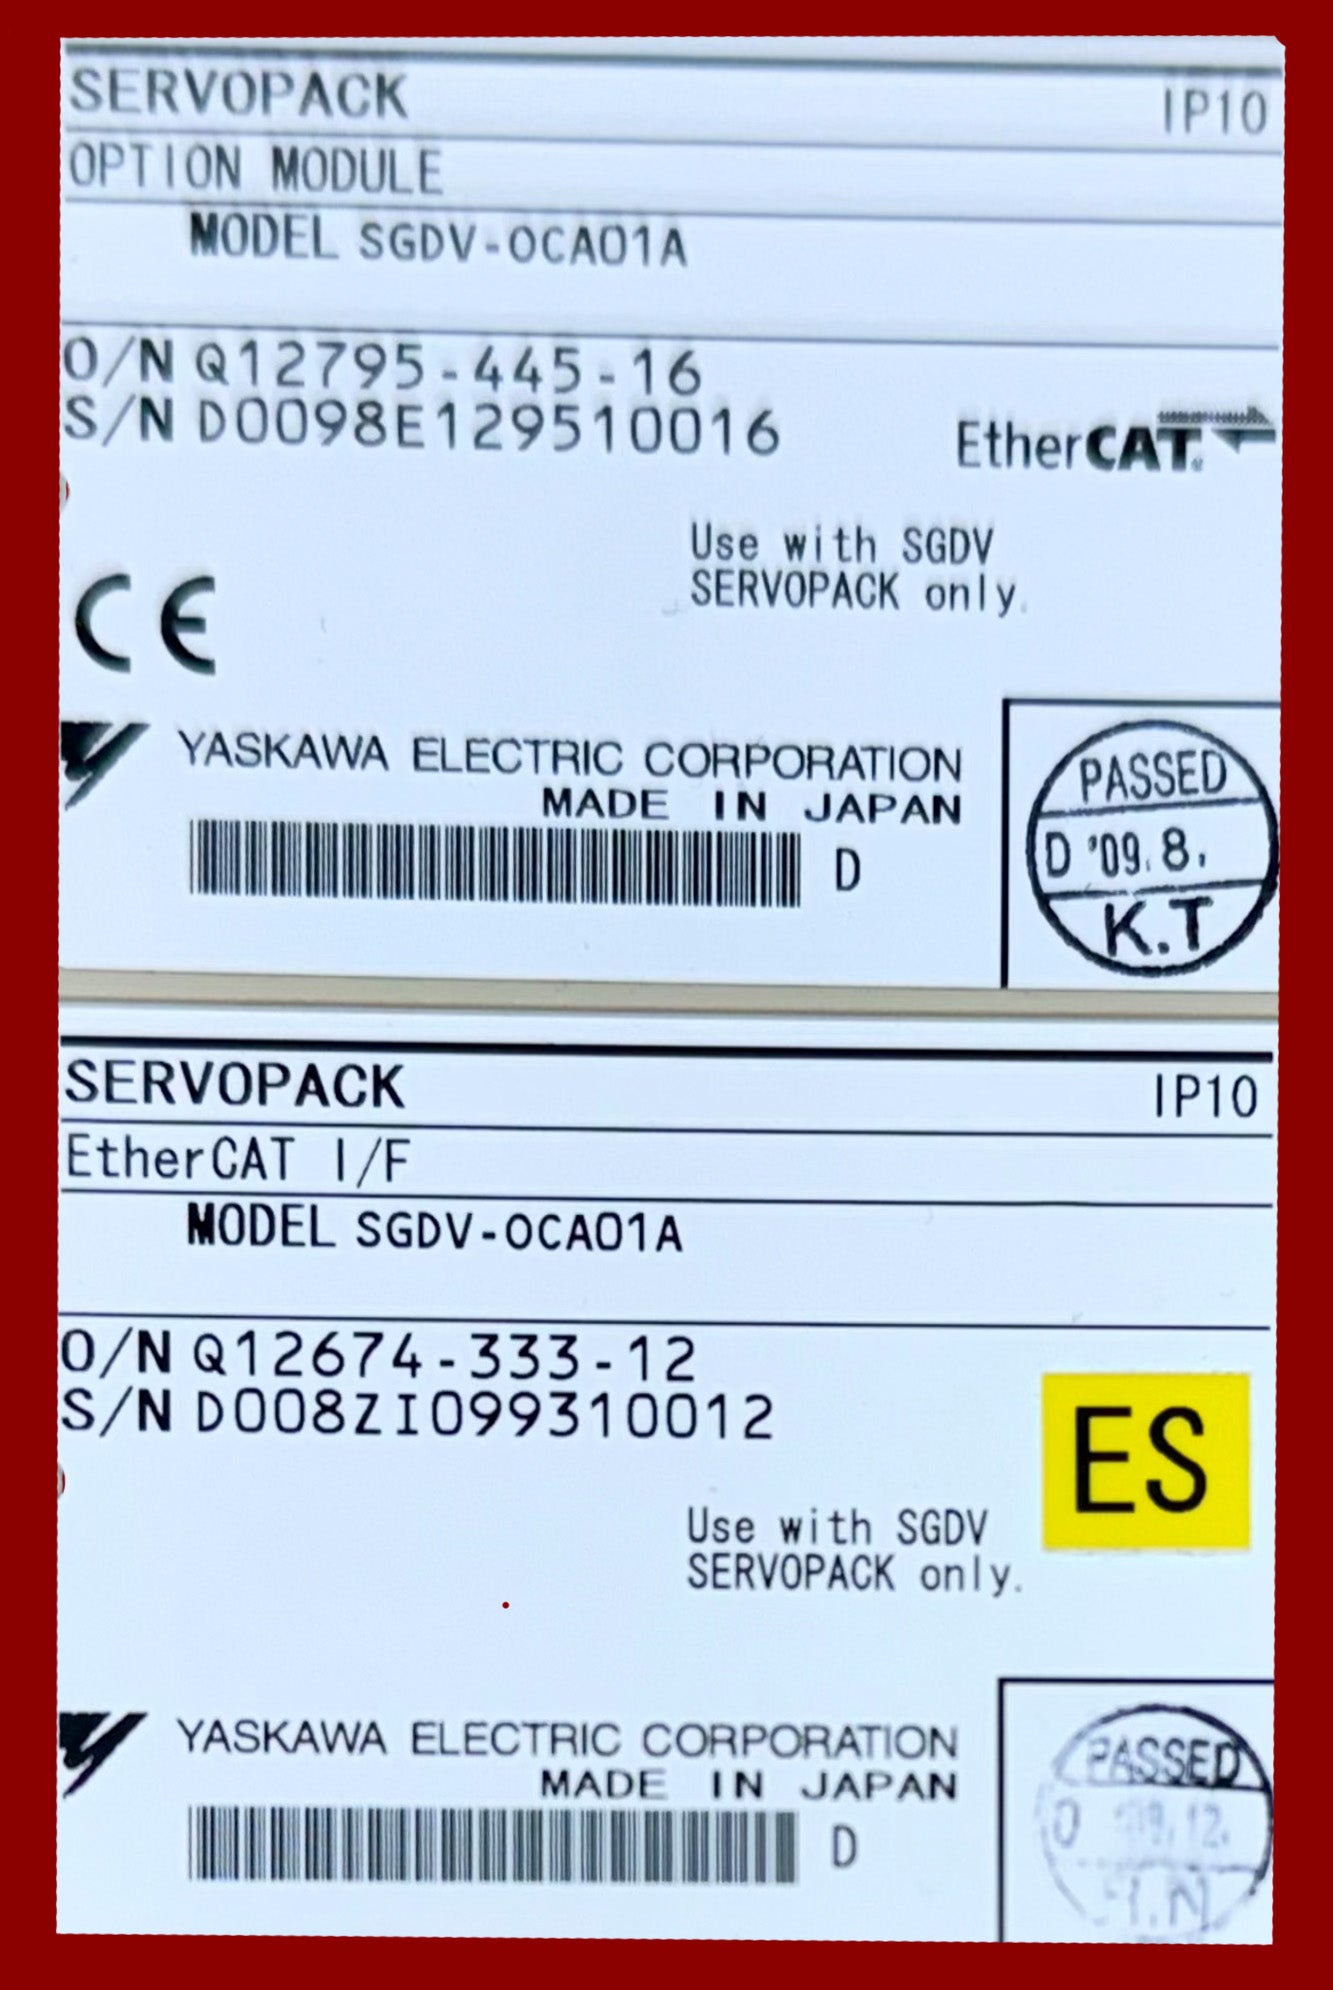 SERVOPACK IP10
OPTION MODULE
MODEL SGDV-OCA01A
O/N Q12795-445-16
S/N D0098E129510016
EtherCAT®
Use with SGDV
SERVOPACK only.
CE
YASKAWA ELECTRIC CORPORATION
MADE IN JAPAN
D
PASSED
D '09.8.
K.T
SERVOPACK IP10
EtherCAT I/F
MODEL SGDV-OCA01A
O/N Q12674-333-12
S/N D008ZI099310012
ES
Use with SGDV
SERVOPACK only.
YASKAWA ELECTRIC CORPORATION
MADE IN JAPAN
D
PASSED